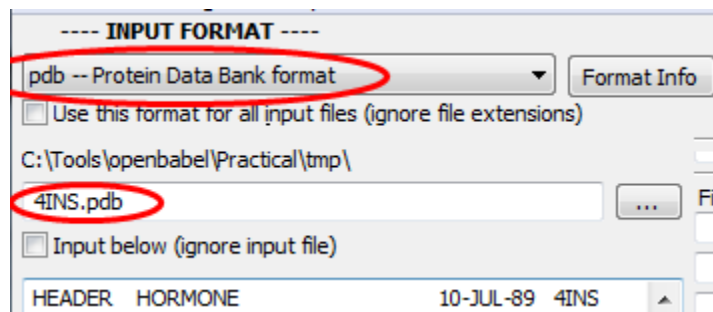 ---- INPUT FORMAT ----
pdb -- Protein Data Bank format
Format Info
Use this format for all input files (ignore file extensions)
C:\Tools\openbabel\Practical\tmp\
4INS.pdb
...
Fi
Input below (ignore input file)
HEADER HORMONE 10-JUL-89 4INS